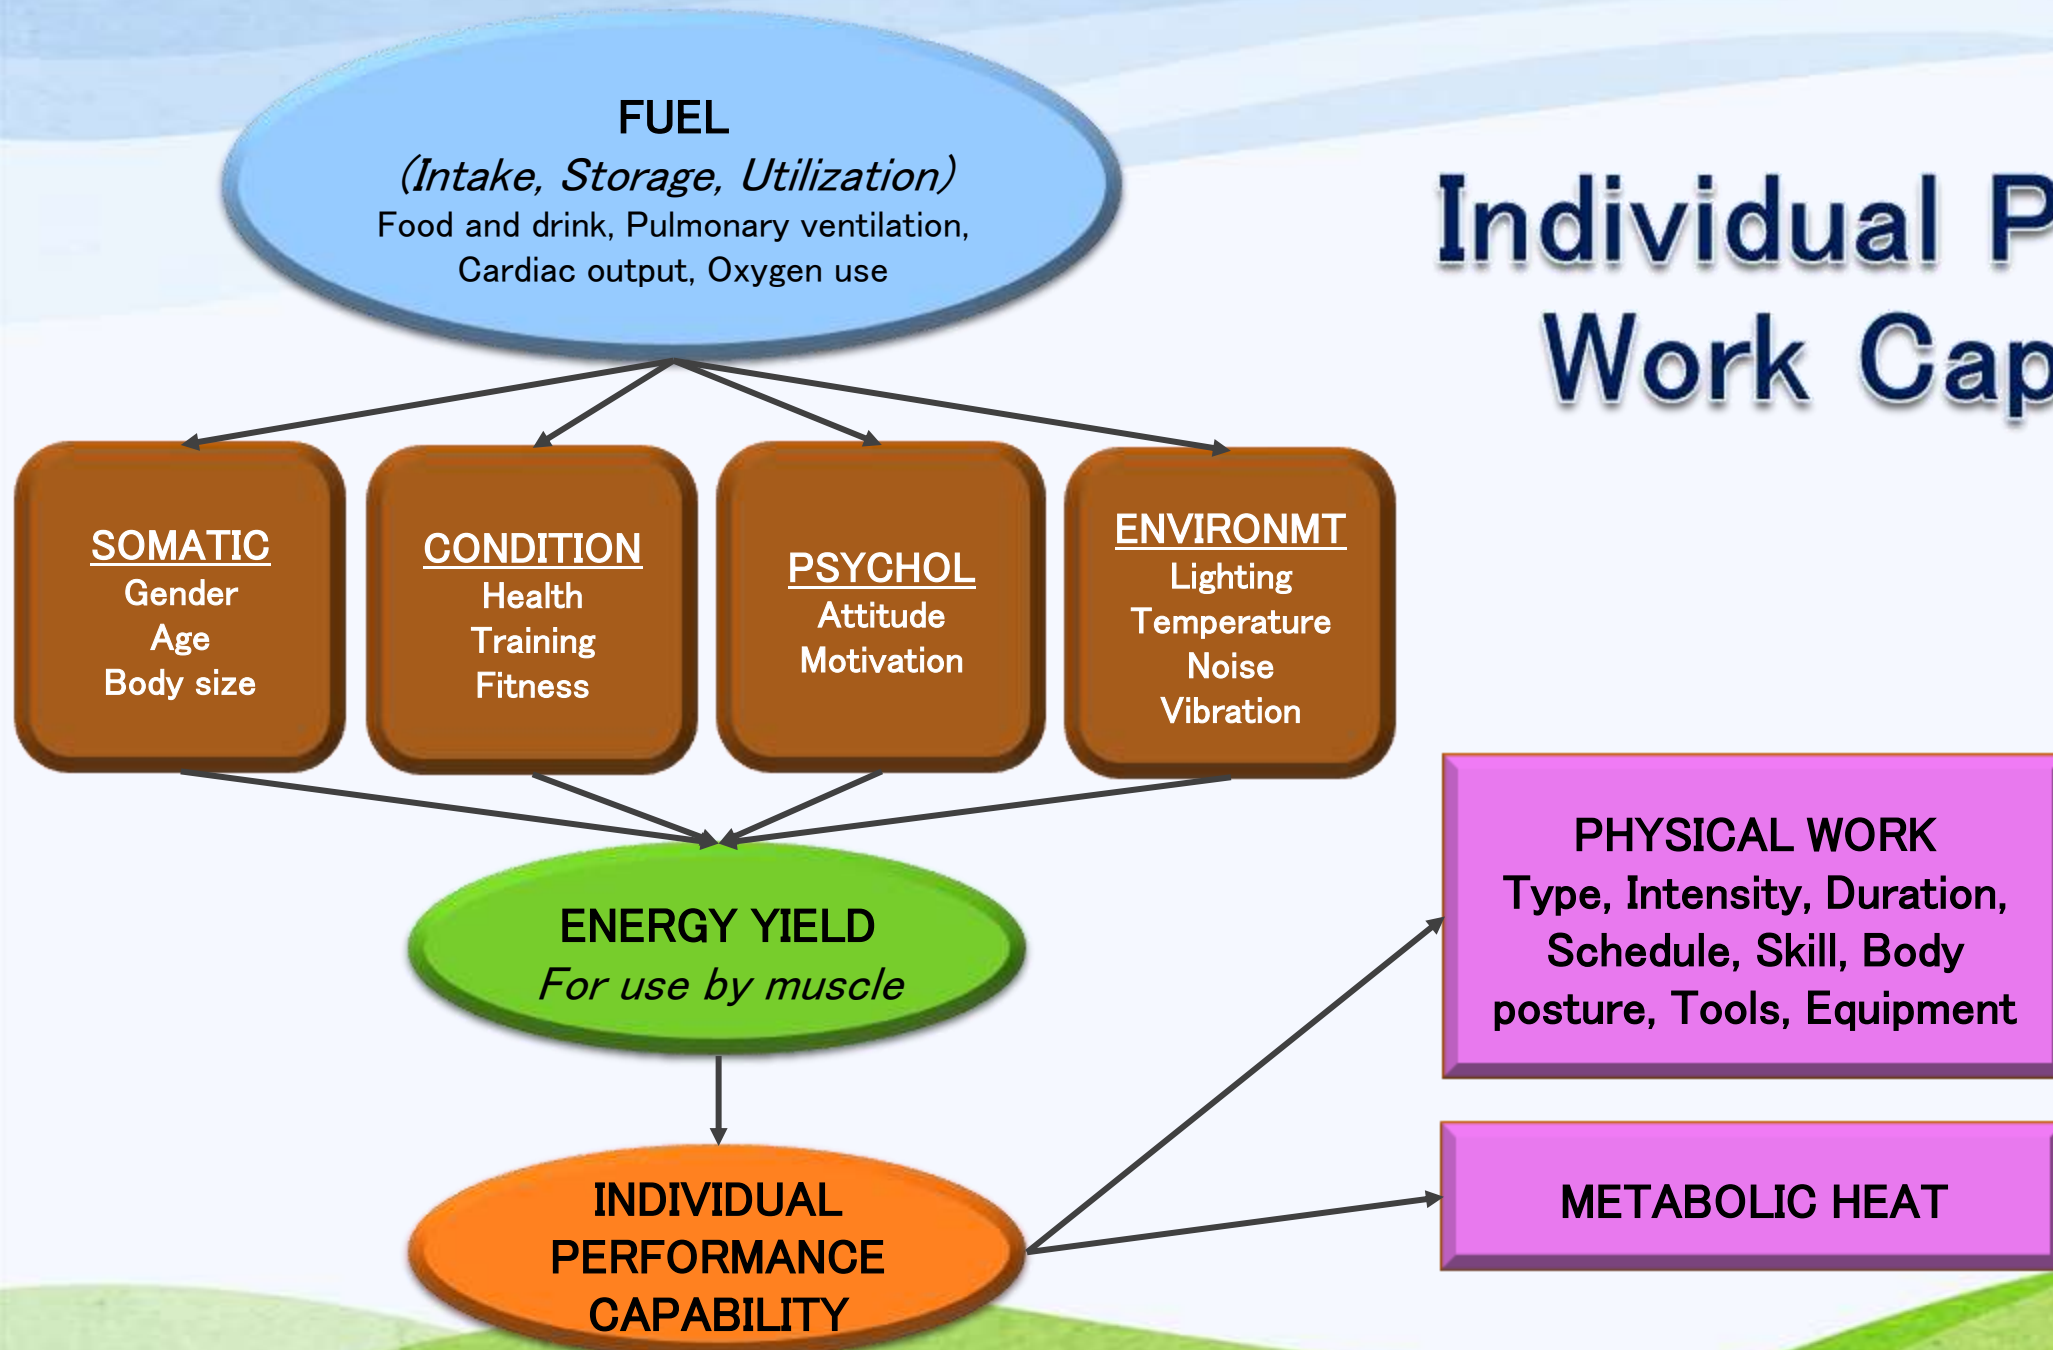 FUEL
(Intake, Storage, Utilization)
Food and drink, Pulmonary ventilation,
Cardiac output, Oxygen use
Individual P
Work Cap
SOMATIC
Gender
Age
Body size
CONDITION
Health
Training
Fitness
PSYCHOL
Attitude
Motivation
ENVIRONMT
Lighting
Temperature
Noise
Vibration
ENERGY YIELD
For use by muscle
INDIVIDUAL
PERFORMANCE
CAPABILITY
PHYSICAL WORK
Type, Intensity, Duration,
Schedule, Skill, Body
posture, Tools, Equipment
METABOLIC HEAT